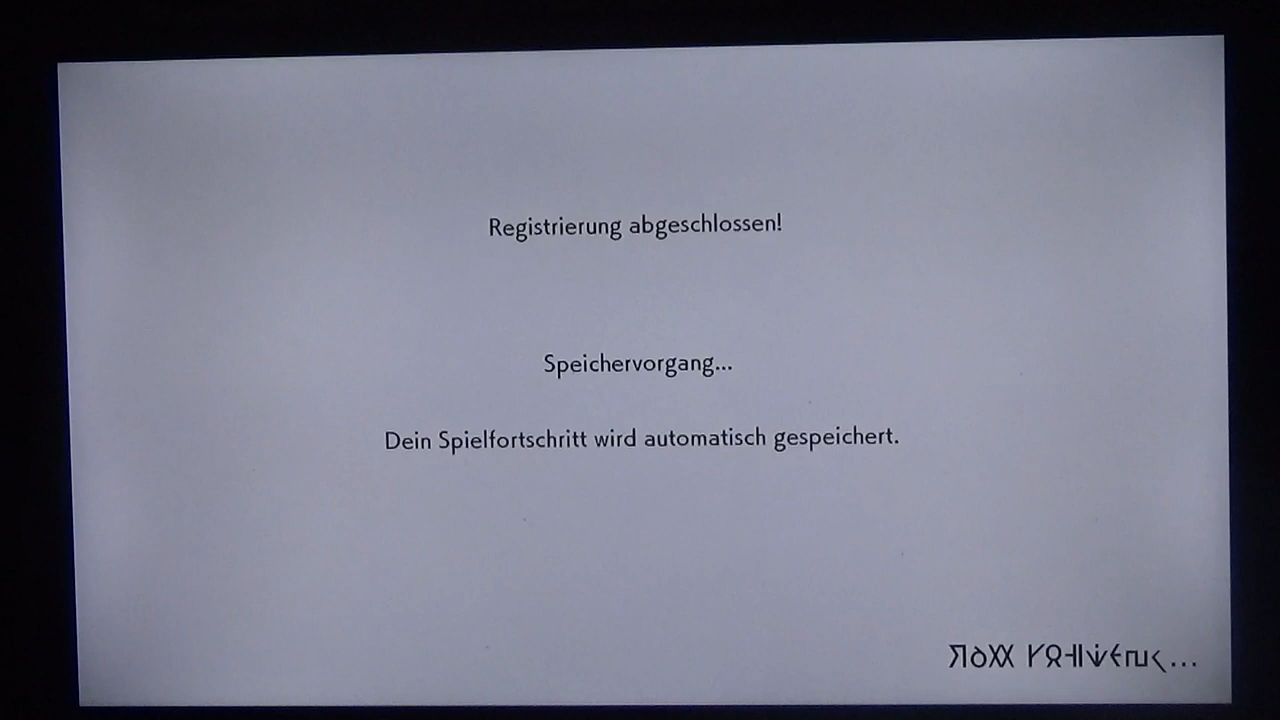 Registrierung abgeschlossen!
Speichervorgang...
Dein Spielfortschritt wird automatisch gespeichert.